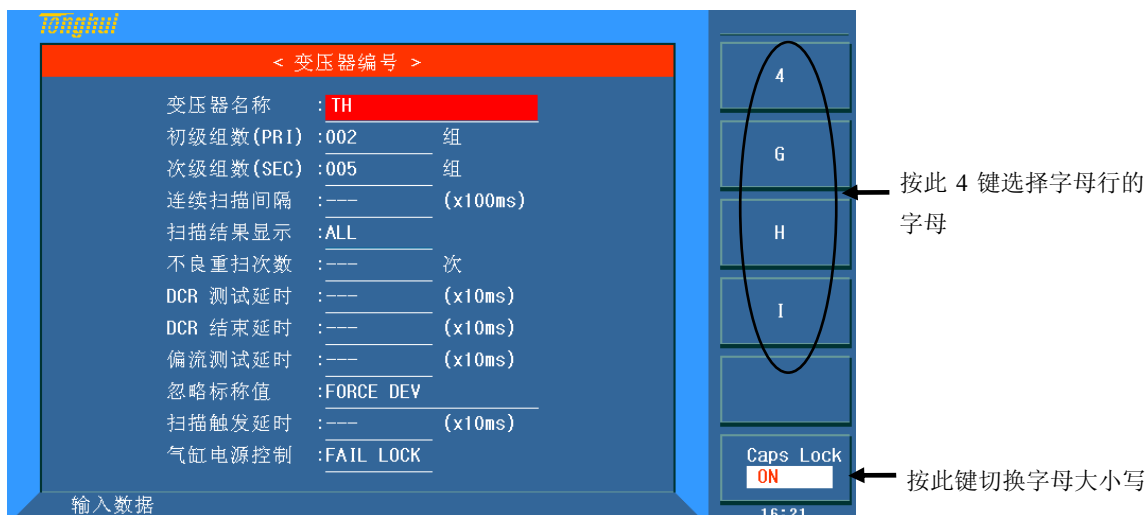 Tonghui
< 变压器编号 >
变压器名称 :TH
初级组数(PRI) :002 组
次级组数(SEC) :005 组
连续扫描间隔 :--- (x100ms)
扫描结果显示 :ALL
不良重扫次数 :--- 次
DCR 测试延时 :--- (x10ms)
DCR 结束延时 :--- (x10ms)
偏流测试延时 :--- (x10ms)
忽略标称值 :FORCE DEV
扫描触发延时 :--- (x10ms)
气缸电源控制 :FAIL LOCK
输入数据
4
G
H
I
Caps Lock
ON
16:21
按此 4 键选择字母行的
字母
按此键切换字母大小写